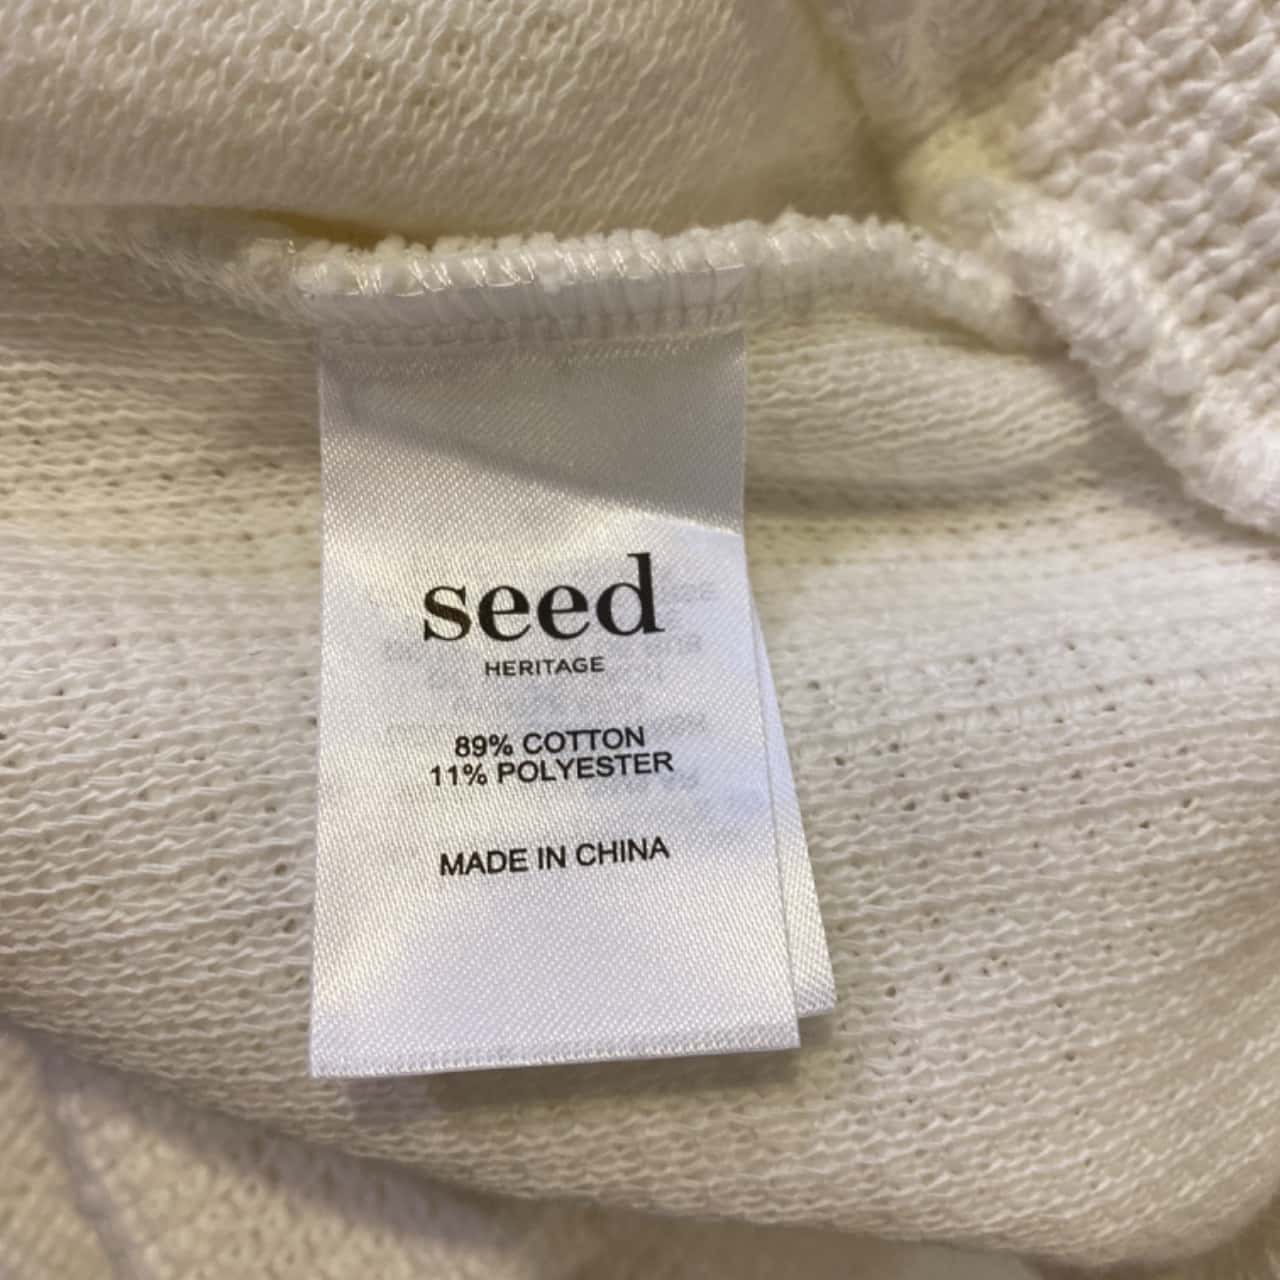 seed
HERITAGE
89% COTTON
11% POLYESTER
MADE IN CHINA